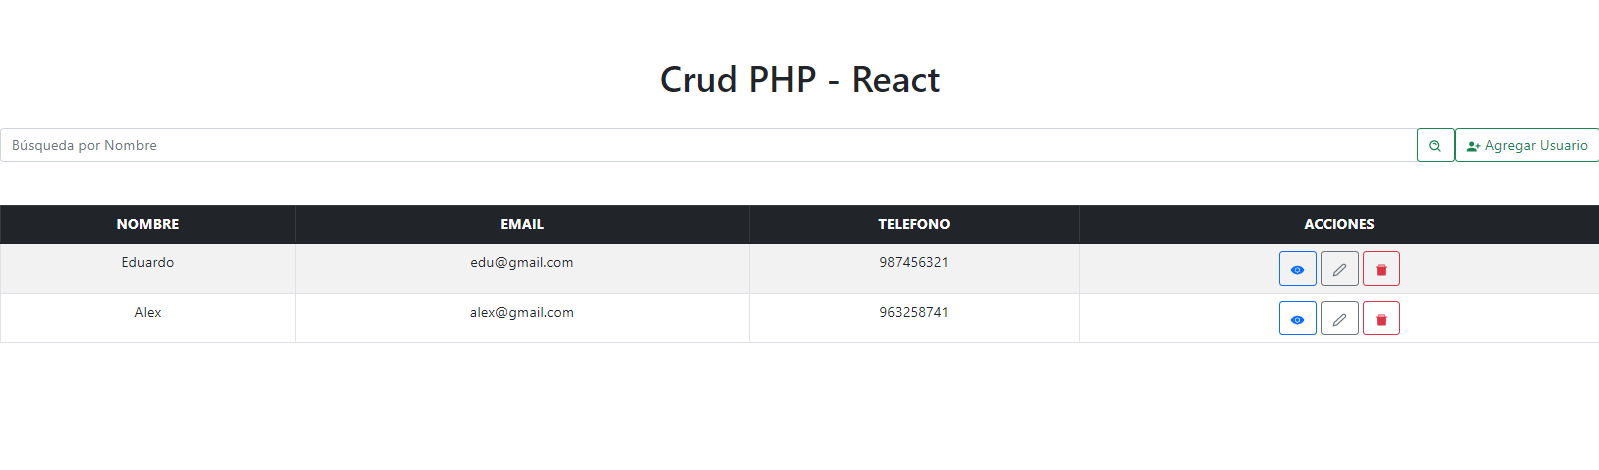 Crud PHP - React
Búsqueda por Nombre
Agregar Usuario
NOMBRE EMAIL TELEFONO ACCIONES
Eduardo edu@gmail.com 987456321
Alex alex@gmail.com 963258741